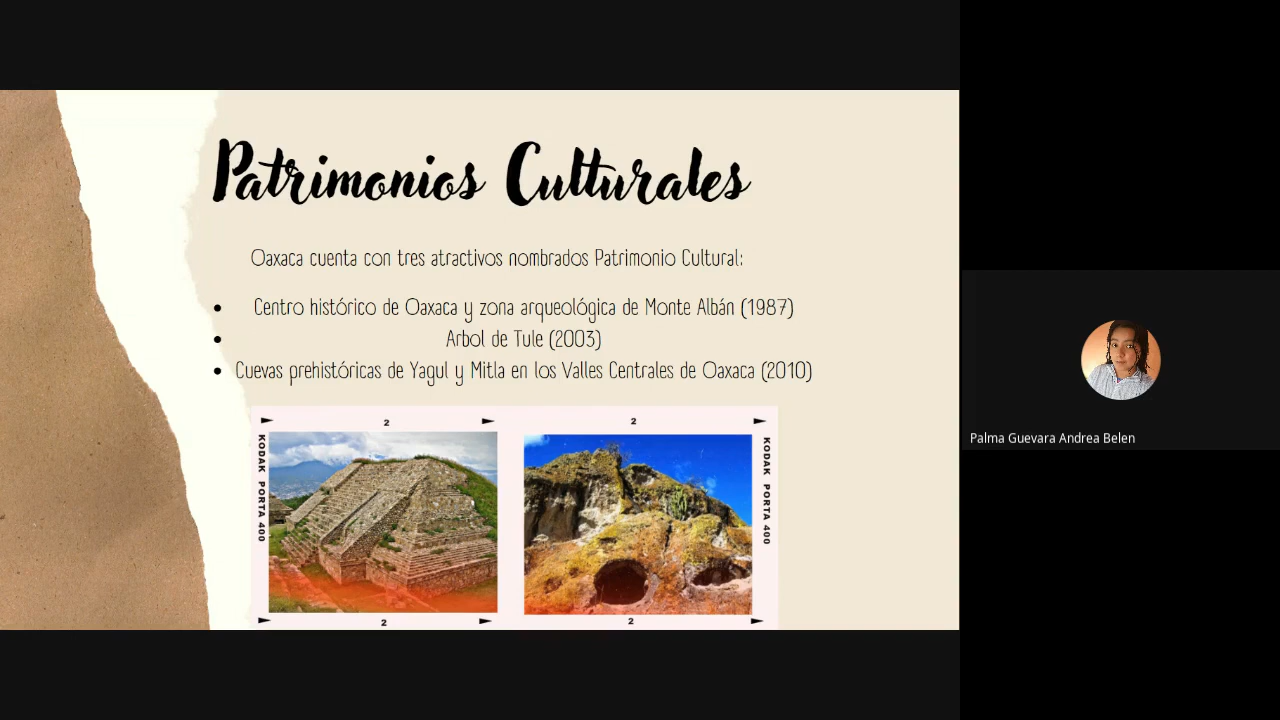 Patrimonios Culturales
Oaxaca cuenta con tres atractivos nombrados Patrimonio Cultural:
• Centro histórico de Oaxaca y zona arqueológica de Monte Albán (1987)
• Arbol de Tule (2003)
• Cuevas prehistóricas de Yagul y Mitla en los Valles Centrales de Oaxaca (2010)
2
2
KODAK PORTA 400
KODAK PORTA 400
2
2
Palma Guevara Andrea Belen